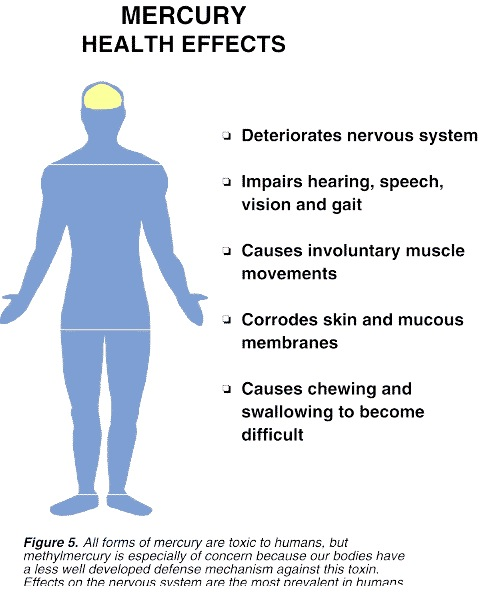 MERCURY
HEALTH EFFECTS
❏ Deteriorates nervous system
❏ Impairs hearing, speech,
vision and gait
❏ Causes involuntary muscle
movements
❏ Corrodes skin and mucous
membranes
❏ Causes chewing and
swallowing to become
difficult
Figure 5. All forms of mercury are toxic to humans, but
methylmercury is especially of concern because our bodies have
a less well developed defense mechanism against this toxin.
Effects on the nervous system are the most prevalent in humans